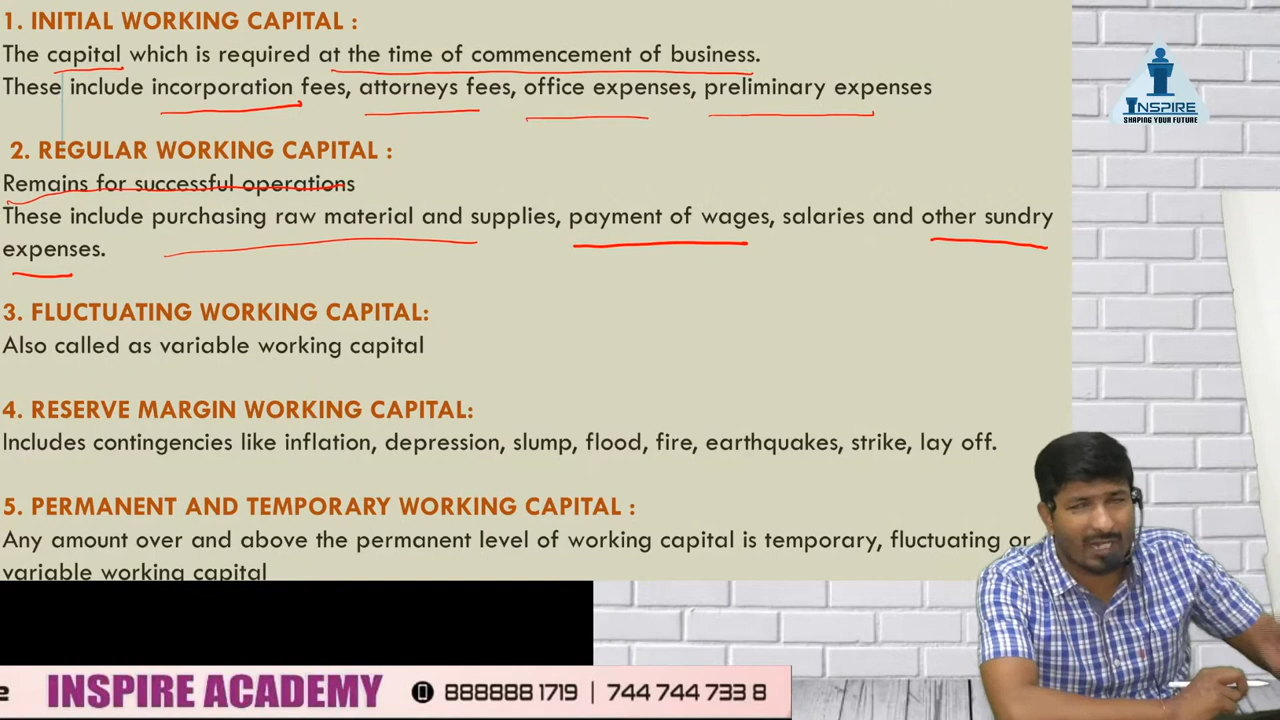 1. INITIAL WORKING CAPITAL :
The capital which is required at the time of commencement of business.
These include incorporation fees, attorneys fees, office expenses, preliminary expenses
2. REGULAR WORKING CAPITAL :
Remains for successful operations
These include purchasing raw material and supplies, payment of wages, salaries and other sundry
expenses.
3. FLUCTUATING WORKING CAPITAL:
Also called as variable working capital
4. RESERVE MARGIN WORKING CAPITAL:
Includes contingencies like inflation, depression, slump, flood, fire, earthquakes, strike, lay off.
5. PERMANENT AND TEMPORARY WORKING CAPITAL :
Any amount over and above the permanent level of working capital is temporary, fluctuating or
variable working capital
INSPIRE
SHAPING YOUR FUTURE
e INSPIRE ACADEMY 888888 1719 | 744 744 733 8